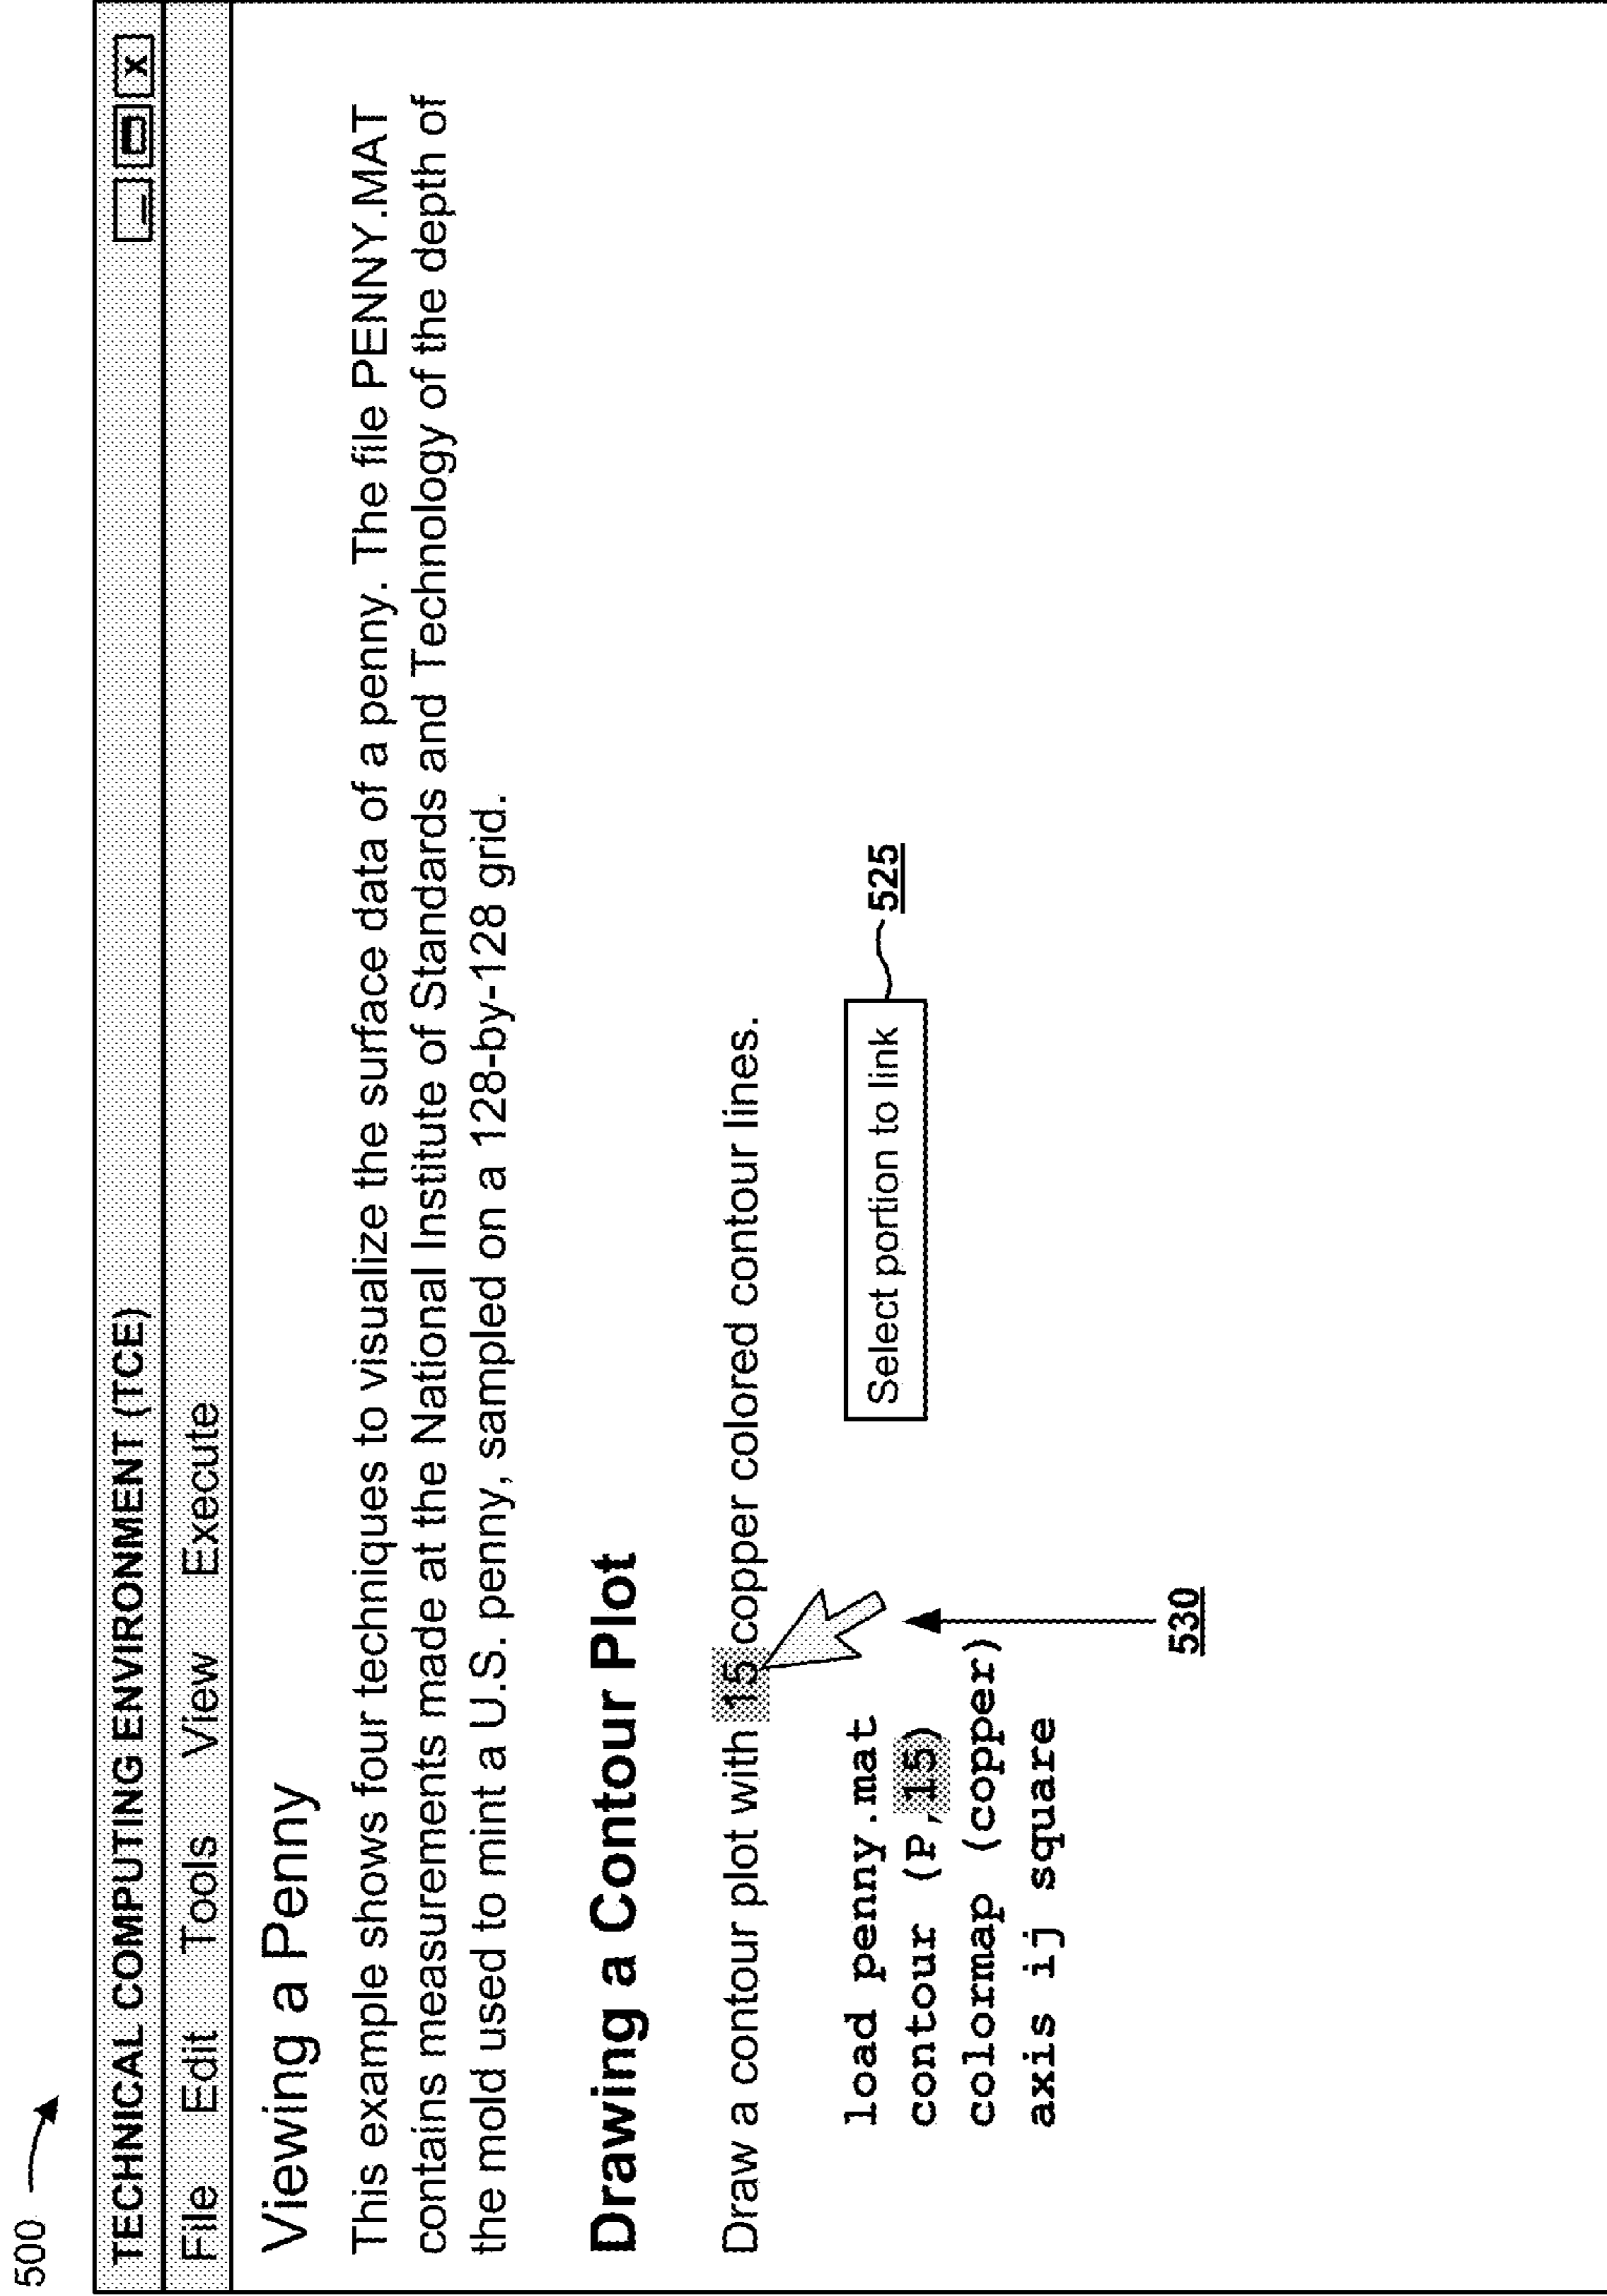 500
TECHNICAL COMPUTING ENVIRONMENT (TCE)
_ X
File Edit Tools View Execute
Viewing a Penny
This example shows four techniques to visualize the surface data of a penny. The file PENNY.MAT
contains measurements made at the National Institute of Standards and Technology of the depth of
the mold used to mint a U.S. penny, sampled on a 128-by-128 grid.
Drawing a Contour Plot
Draw a contour plot with 15 copper colored contour lines.
Select portion to link
525
load penny.mat
contour (P,15)
colormap (copper)
axis ij square
530